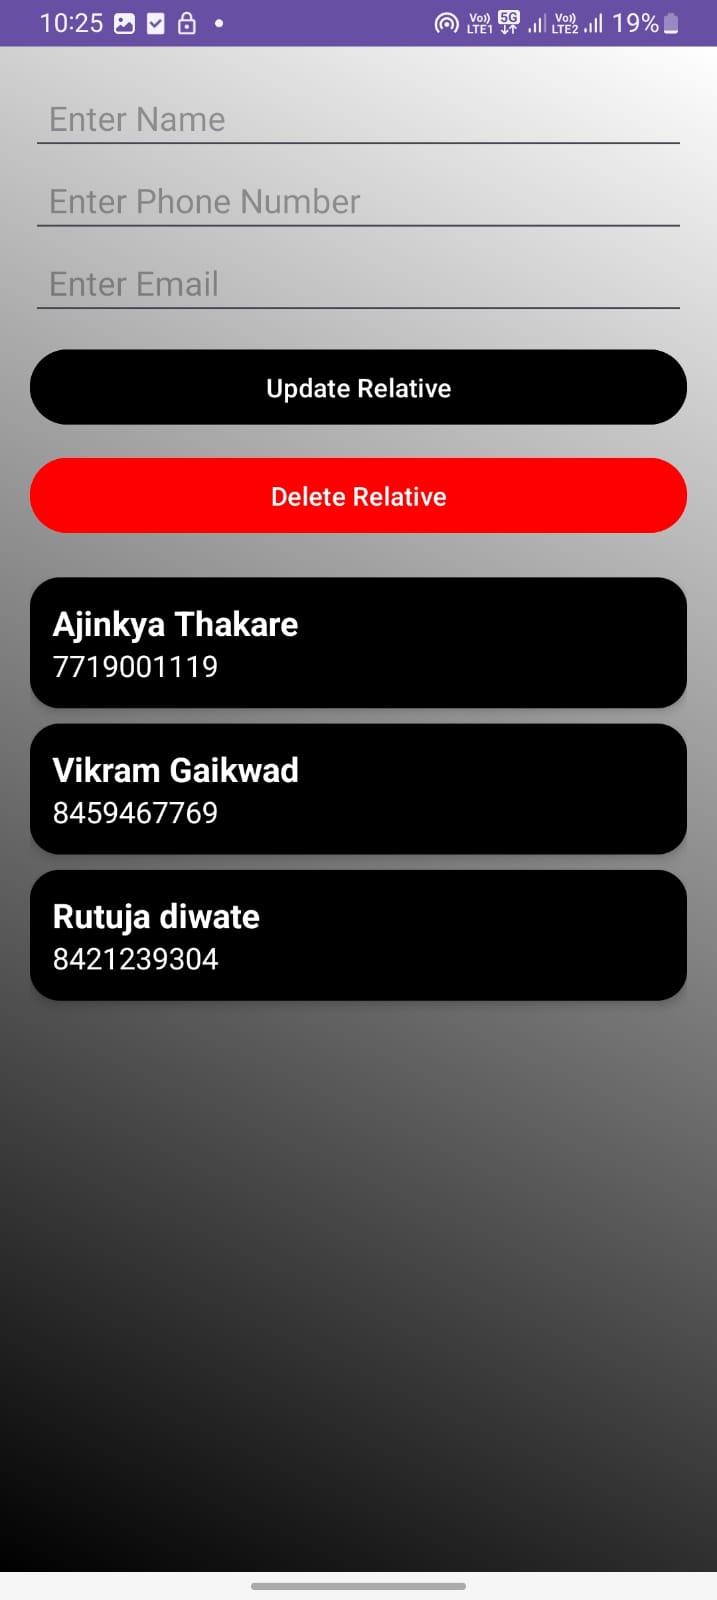 10:25 Vo)) LTE1 5G Vo)) LTE2 19%
Enter Name
Enter Phone Number
Enter Email
Update Relative
Delete Relative
Ajinkya Thakare
7719001119
Vikram Gaikwad
8459467769
Rutuja diwate
8421239304